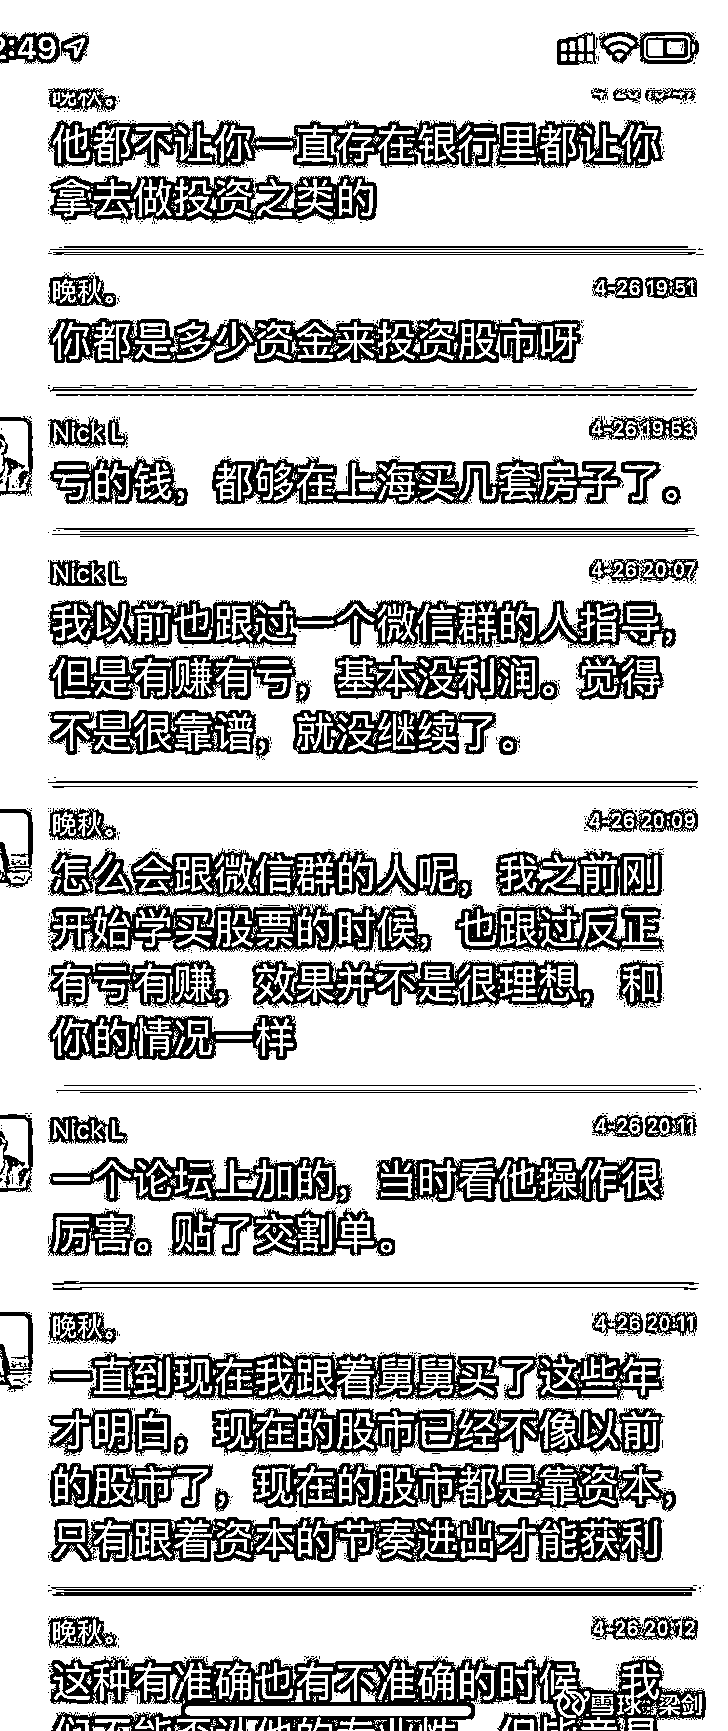 2:49
晚秋。
他都不让你一直存在银行里都让你
拿去做投资之类的
晚秋。 4-26 19:51
你都是多少资金来投资股市呀
Nick L 4-26 19:53
亏的钱，都够在上海买几套房子了。
Nick L 4-26 20:07
我以前也跟过一个微信群的人指导，
但是有赚有亏，基本没利润。觉得
不是很靠谱，就没继续了。
晚秋。 4-26 20:09
怎么会跟微信群的人呢，我之前刚
开始学买股票的时候，也跟过反正
有亏有赚，效果并不是很理想，和
你的情况一样
Nick L 4-26 20:11
一个论坛上加的，当时看他操作很
厉害。贴了交割单。
晚秋。 4-26 20:11
一直到现在我跟着舅舅买了这些年
才明白，现在的股市已经不像以前
的股市了，现在的股市都是靠资本，
只有跟着资本的节奏进出才能获利
晚秋。 4-26 20:12
这种有准确也有不准确的时候，我
雪球：梁剑